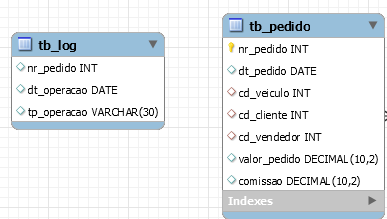 tb_log
nr_pedido INT
dt_operacao DATE
tp_operacao VARCHAR(30)
tb_pedido
nr_pedido INT
dt_pedido DATE
cd_veiculo INT
cd_cliente INT
cd_vendedor INT
valor_pedido DECIMAL(10,2)
comissao DECIMAL(10,2)
Indexes